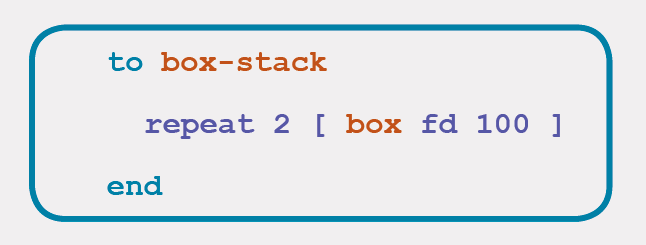 to box-stack
repeat 2 [ box fd 100 ]
end